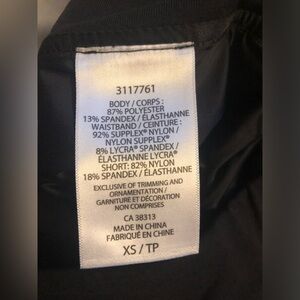 3117761
BODY / CORPS :
87% POLYESTER
13% SPANDEX / ÉLASTHANNE
WAISTBAND / CEINTURE :
92% SUPPLEX® NYLON /
NYLON SUPPLEX®
8% LYCRA® SPANDEX /
ÉLASTHANNE LYCRA®
SHORT: 82% NYLON
18% SPANDEX / ÉLASTHANNE
EXCLUSIVE OF TRIMMING AND
ORNAMENTATION /
GARNITURE ET DÉCORATION
NON COMPRISES
CA 38313
MADE IN CHINA
FABRIQUÉ EN CHINE
XS / TP